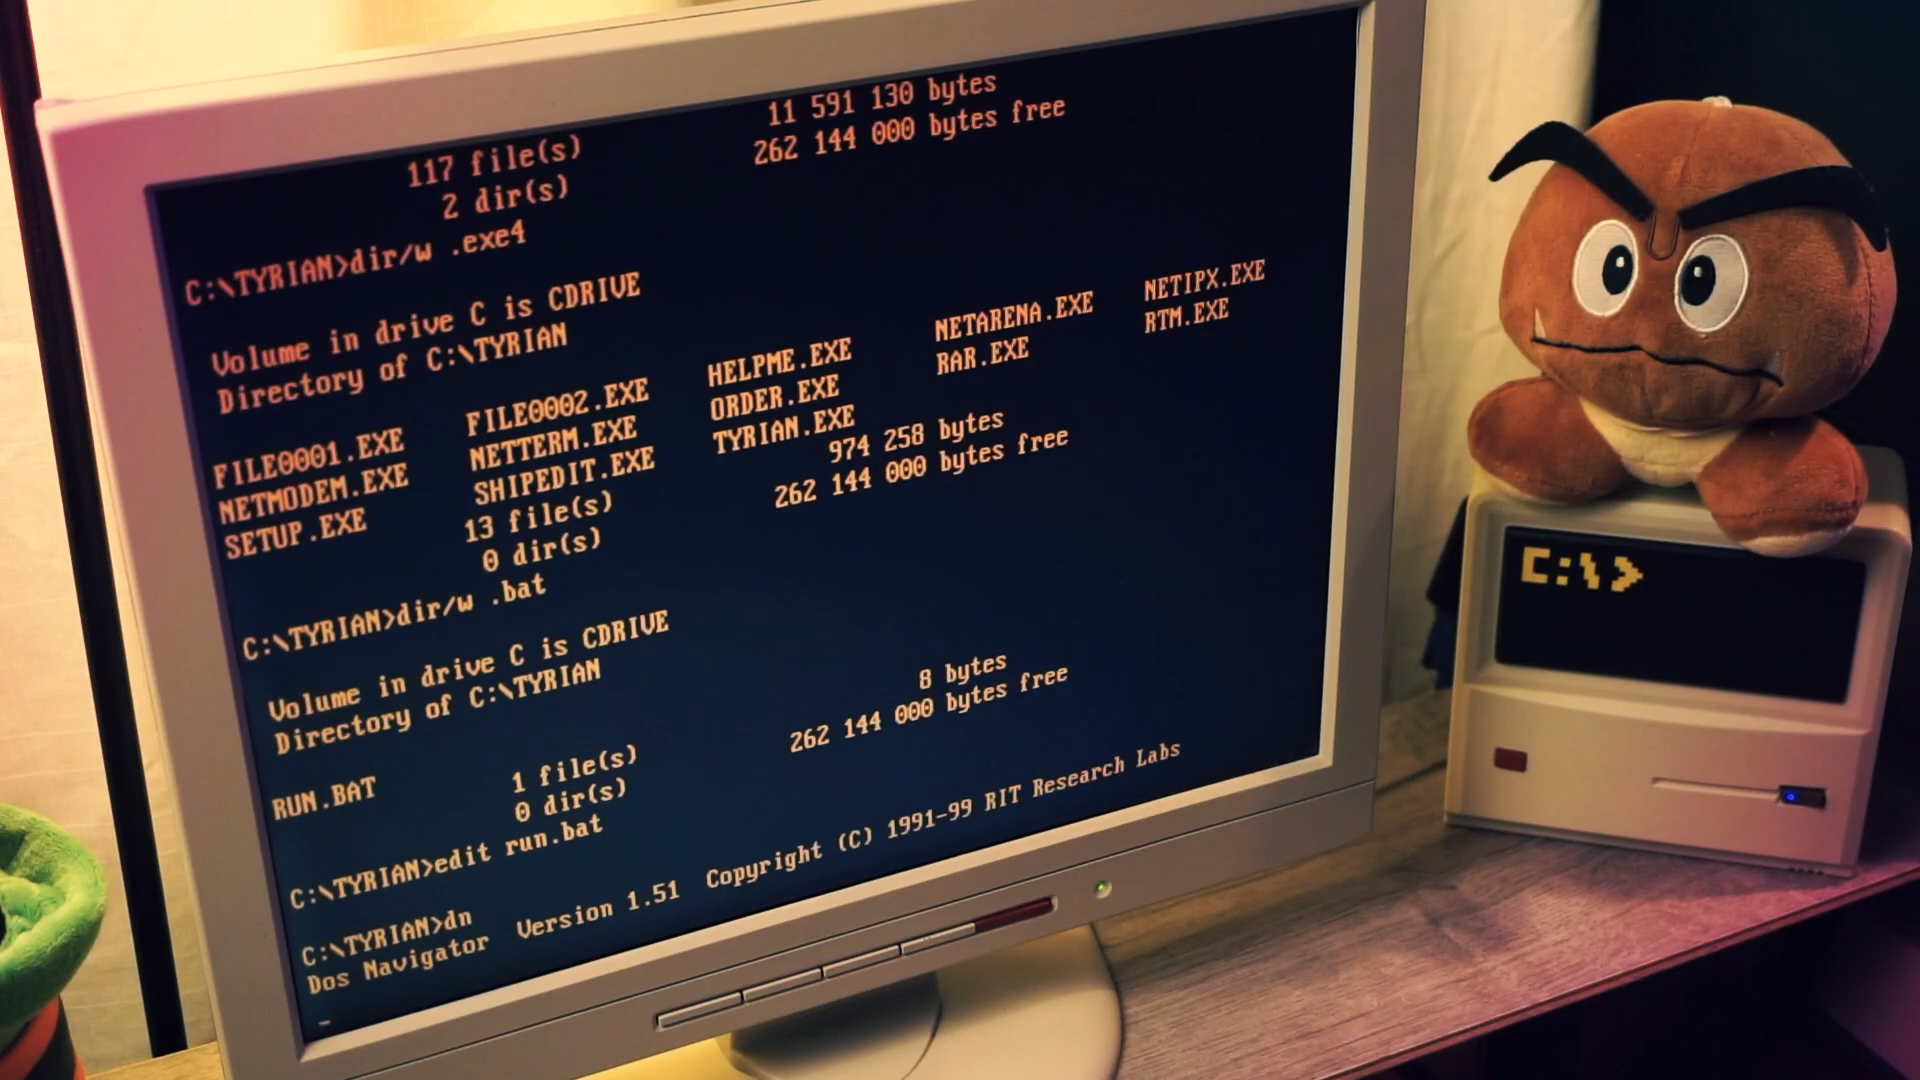 11 591 130 bytes
117 file(s)
262 144 000 bytes free
2 dir(s)
C:\TYRIAN>dir/w .exe4
Volume in drive C is CDRIVE
Directory of C:\TYRIAN
FILE0001.EXE FILE0002.EXE HELPME.EXE NETARENA.EXE NETIPX.EXE
NETMODEM.EXE NETTERM.EXE ORDER.EXE RAR.EXE RTM.EXE
SETUP.EXE SHIPEDIT.EXE TYRIAN.EXE
13 file(s) 974 258 bytes
0 dir(s) 262 144 000 bytes free
C:\TYRIAN>dir/w .bat
Volume in drive C is CDRIVE
Directory of C:\TYRIAN
RUN.BAT
1 file(s) 8 bytes
0 dir(s) 262 144 000 bytes free
C:\TYRIAN>edit run.bat
C:\TYRIAN>dn
Dos Navigator Version 1.51 Copyright (C) 1991-99 RIT Research Labs
_
C:\>